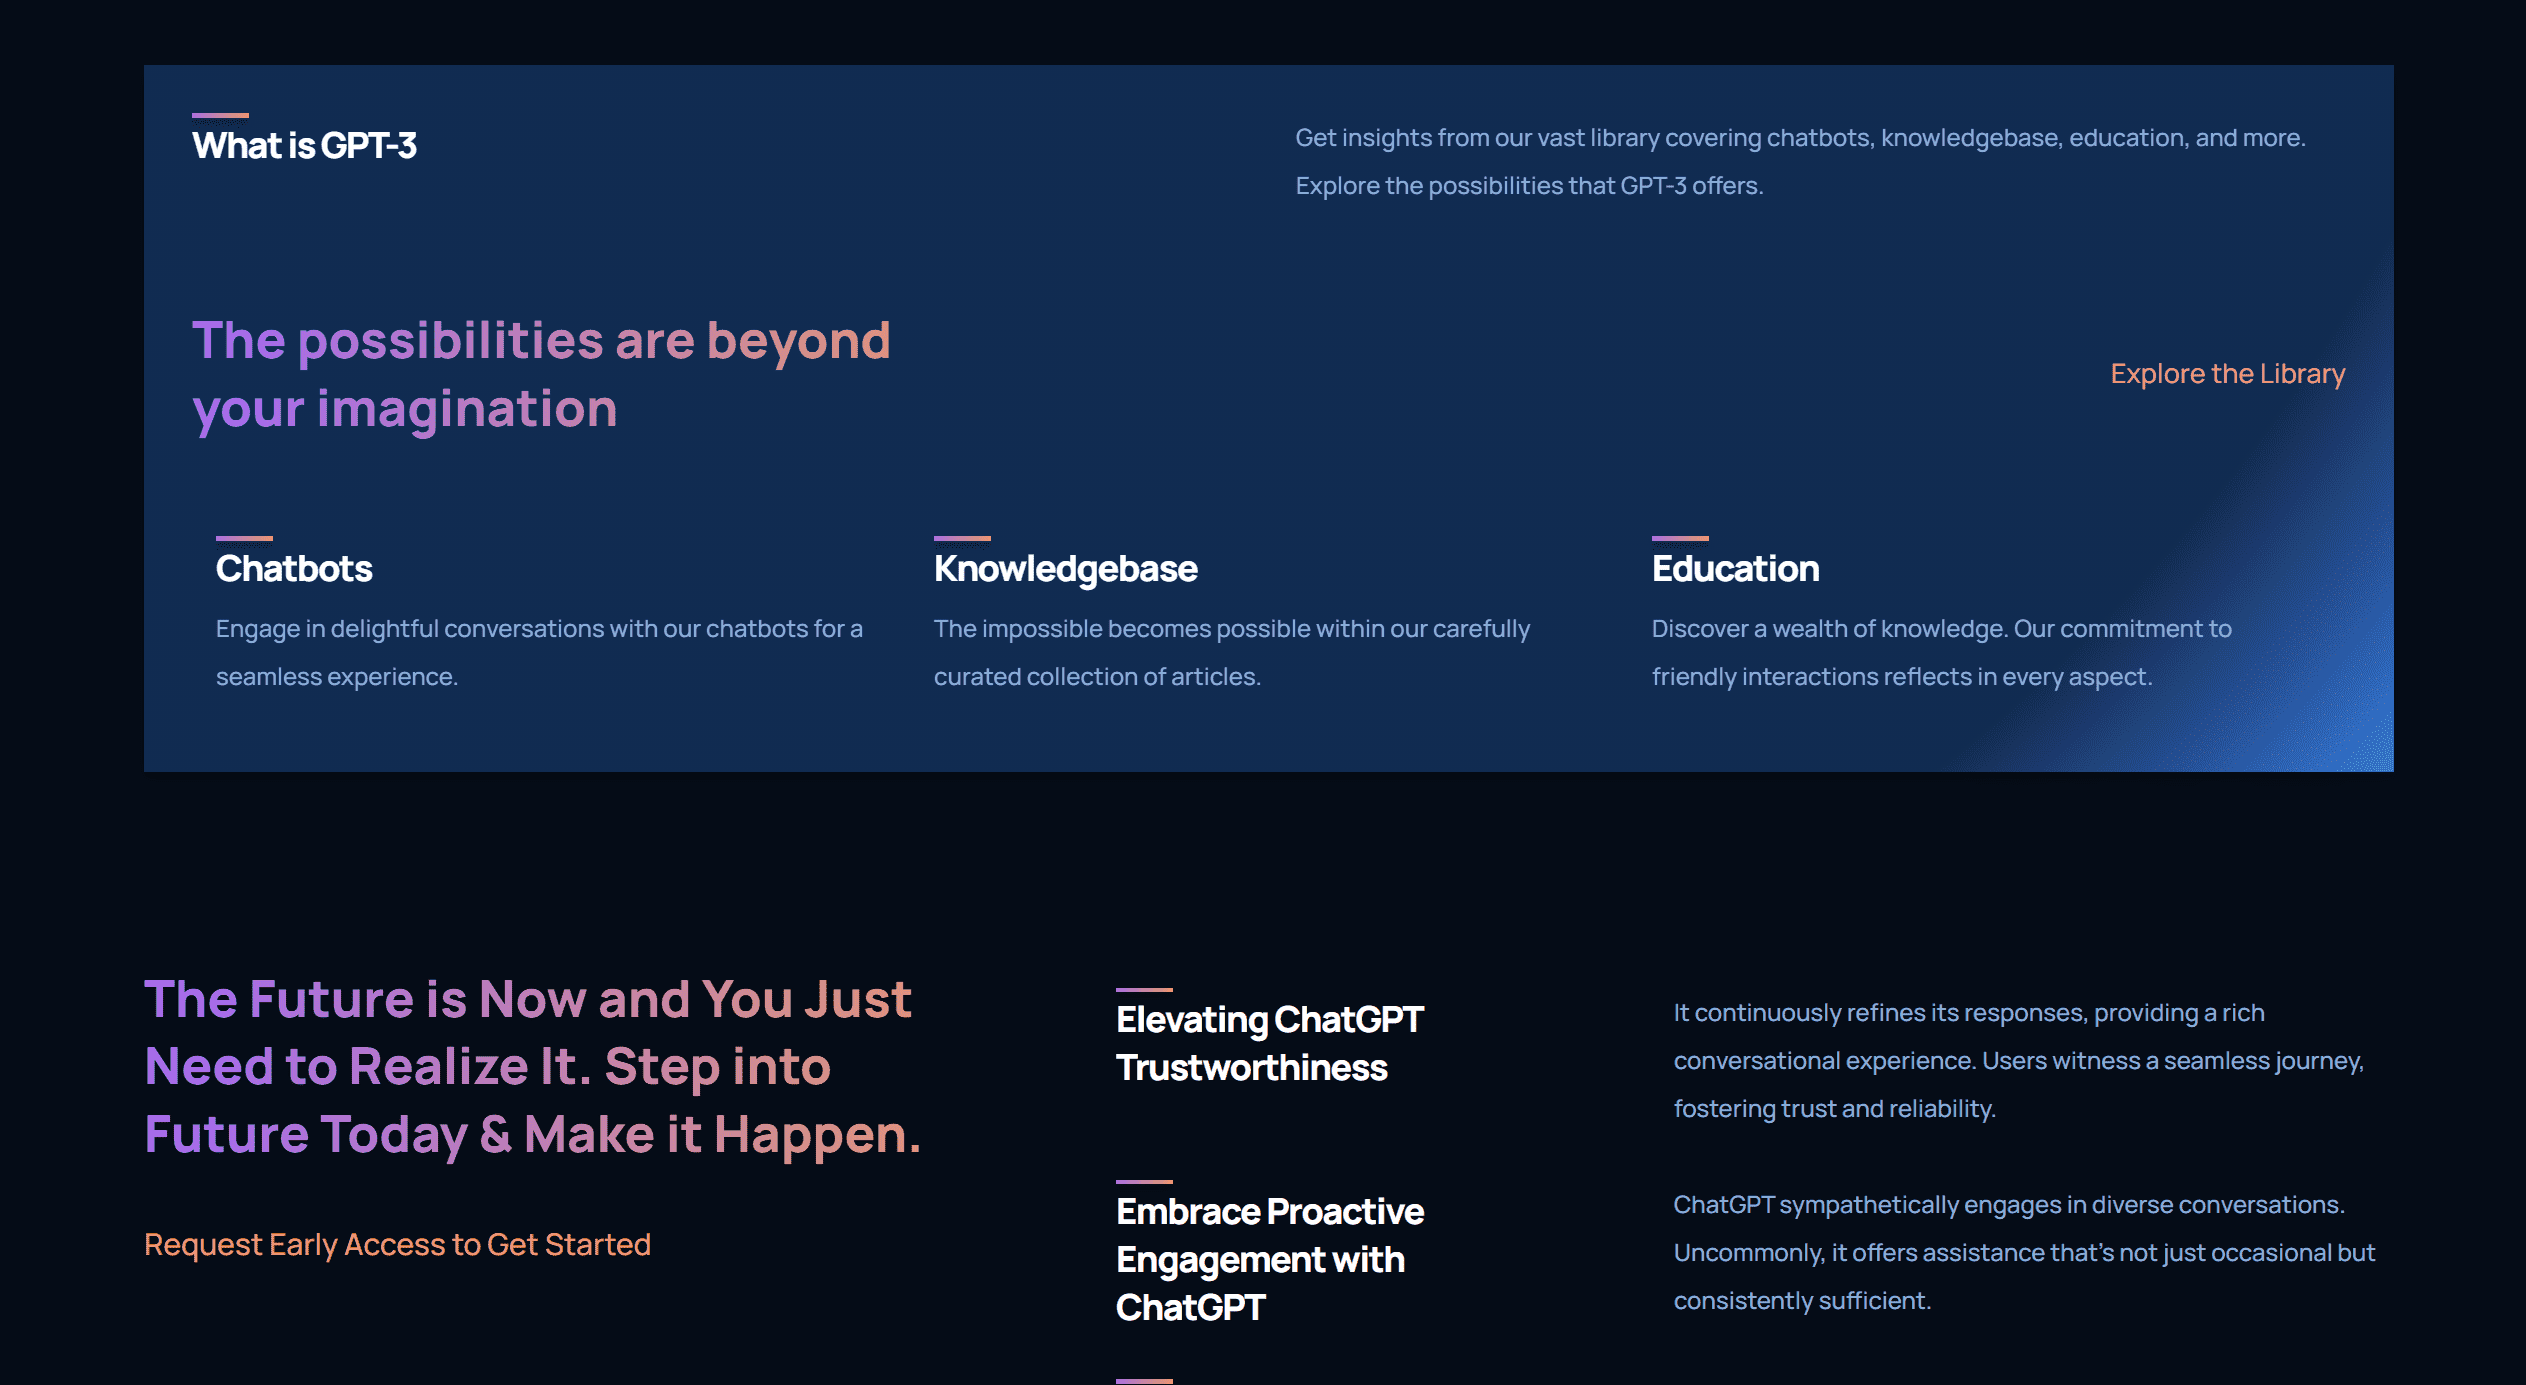 What is GPT-3
Get insights from our vast library covering chatbots, knowledgebase, education, and more.
Explore the possibilities that GPT-3 offers.
The possibilities are beyond
your imagination
Explore the Library
Chatbots
Engage in delightful conversations with our chatbots for a
seamless experience.
Knowledgebase
The impossible becomes possible within our carefully
curated collection of articles.
Education
Discover a wealth of knowledge. Our commitment to
friendly interactions reflects in every aspect.
The Future is Now and You Just
Need to Realize It. Step into
Future Today & Make it Happen.
Request Early Access to Get Started
Elevating ChatGPT
Trustworthiness
It continuously refines its responses, providing a rich
conversational experience. Users witness a seamless journey,
fostering trust and reliability.
Embrace Proactive
Engagement with
ChatGPT
ChatGPT sympathetically engages in diverse conversations.
Uncommonly, it offers assistance that's not just occasional but
consistently sufficient.